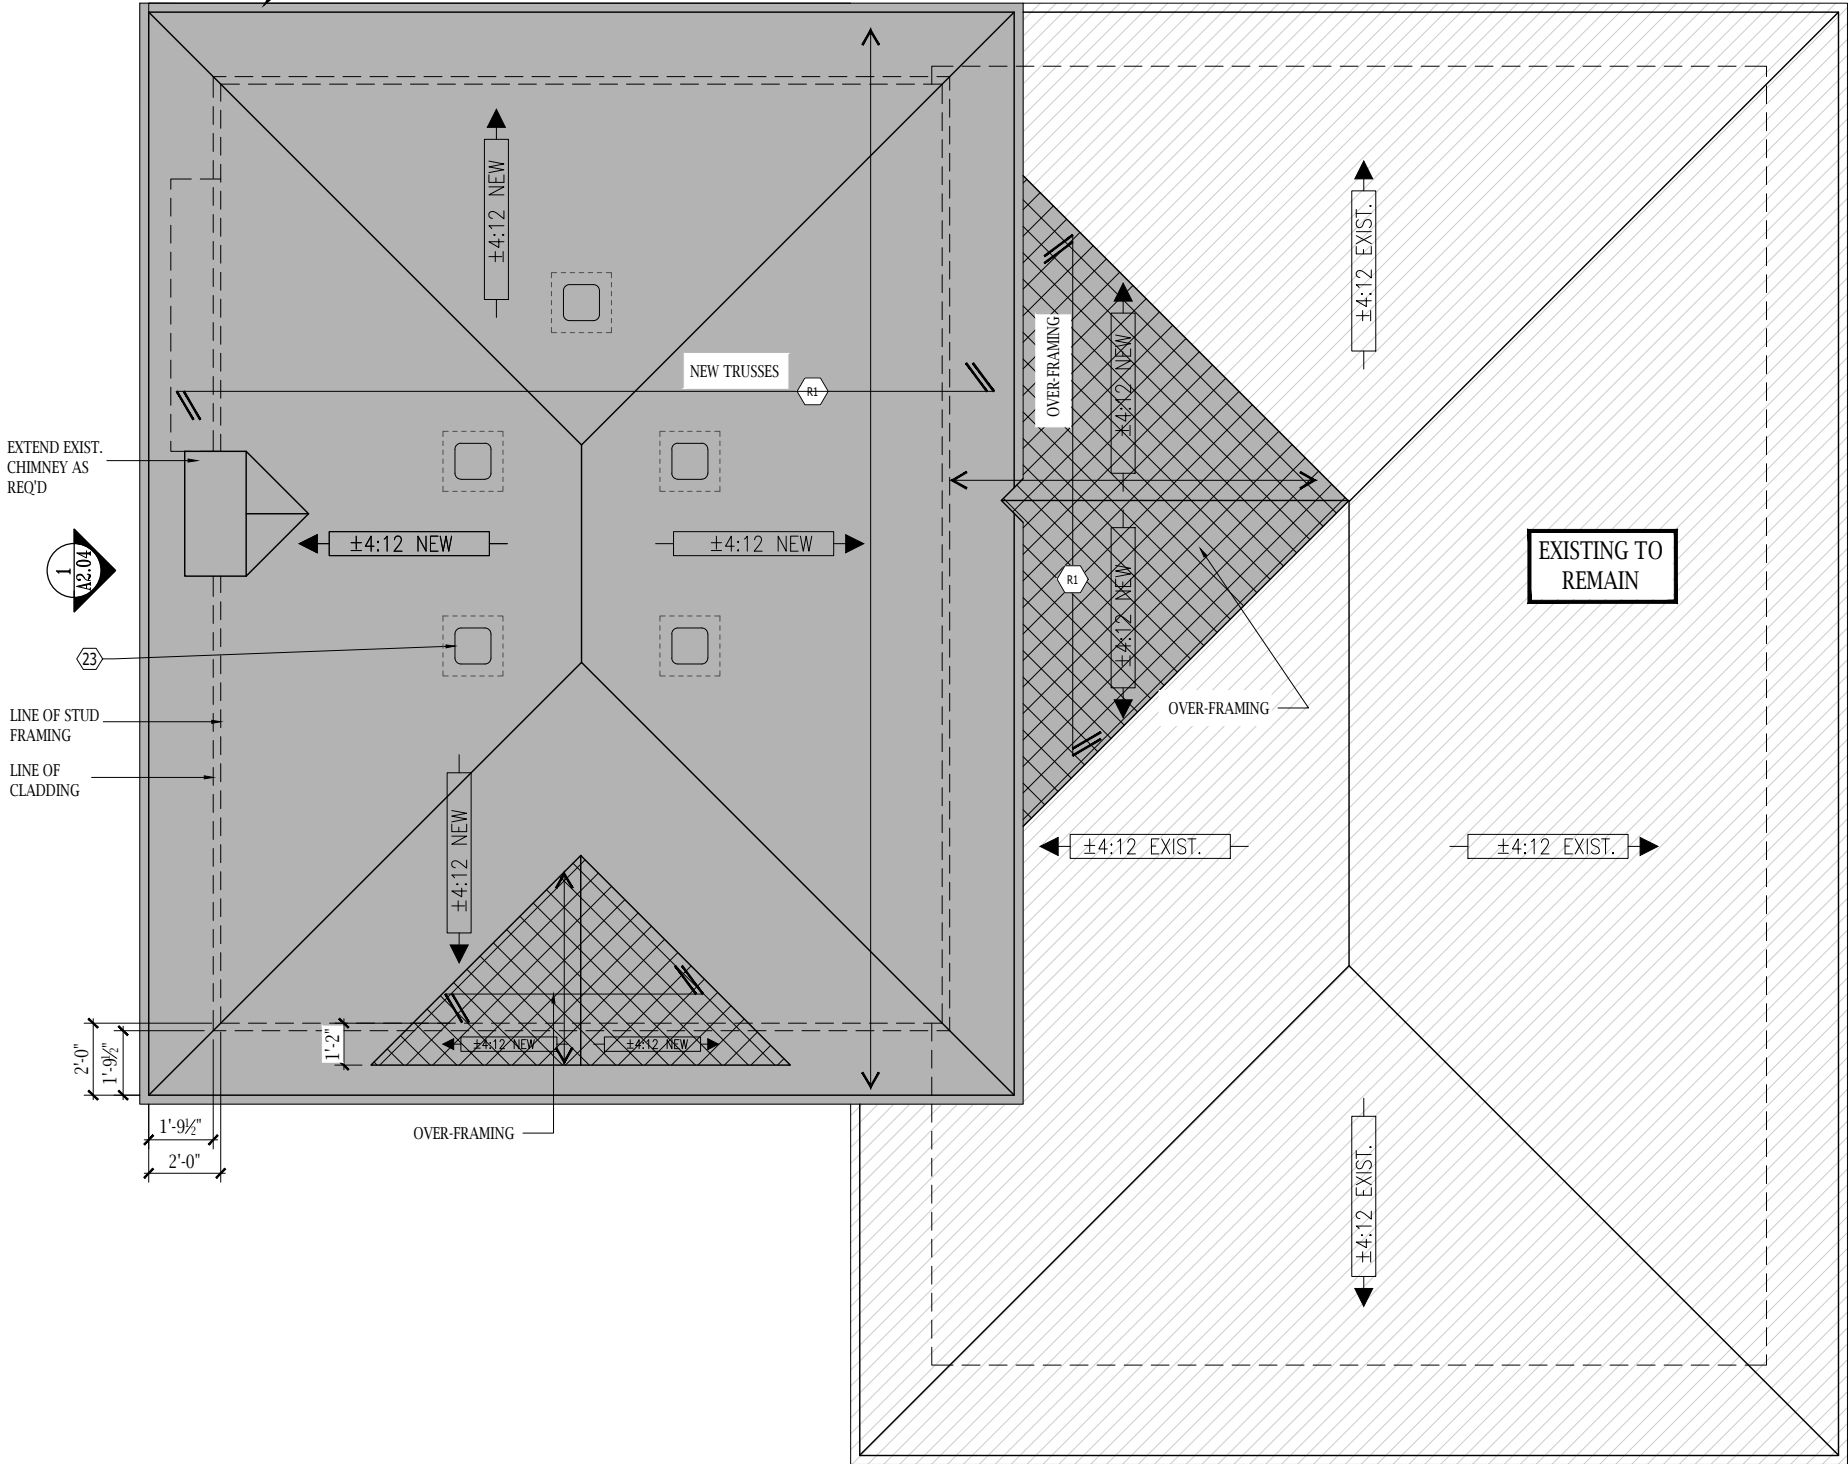 ±4:12 NEW
±4:12 EXIST.
NEW TRUSSES
R1
OVER-FRAMING
±4:12 NEW
EXTEND EXIST.
CHIMNEY AS
REQ'D
±4:12 NEW
±4:12 NEW
EXISTING TO
REMAIN
1
A2.04
R1
±4:12 NEW
23
LINE OF STUD
FRAMING
OVER-FRAMING
LINE OF
CLADDING
±4:12 NEW
±4:12 EXIST.
±4:12 EXIST.
2'-0"
1'-9½"
1'-2"
±4:12 NEW
±4:12 NEW
1'-9½"
OVER-FRAMING
2'-0"
±4:12 EXIST.